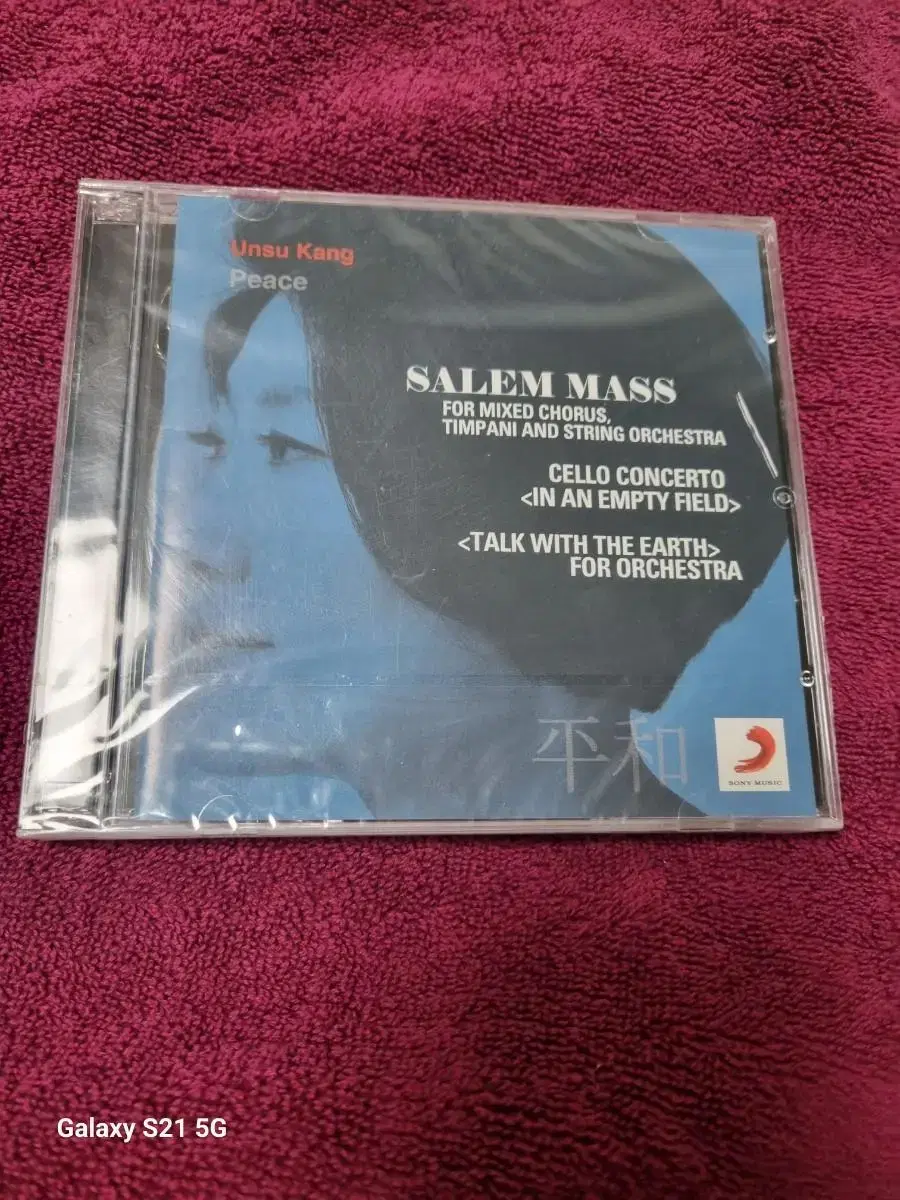 Unsu Kang
Peace
SALEM MASS
FOR MIXED CHORUS,
TIMPANI AND STRING ORCHESTRA
CELLO CONCERTO
<IN AN EMPTY FIELD>
<TALK WITH THE EARTH>
FOR ORCHESTRA
平和
SONY MUSIC
Galaxy S21 5G